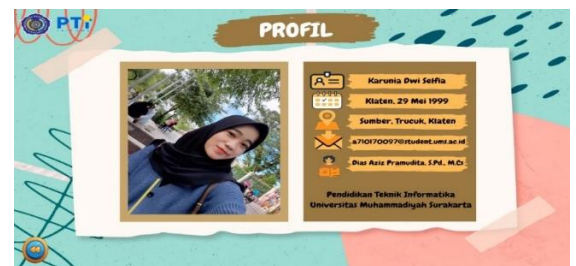 PTI
PROFIL
Karunia Dwi Selfia
Klaten, 29 Mei 1999
Sumber, Trucuk, Klaten
a710170097@student.ums.ac.id
Dias Aziz Pramudita, S.Pd., M.Cs
Pendidikan Teknik Informatika
Universitas Muhammadiyah Surakarta